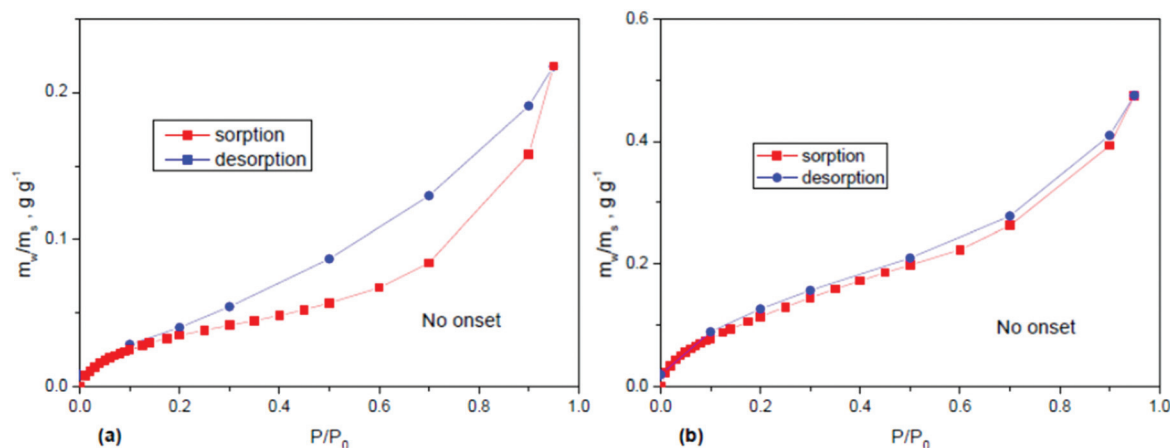 0.2
0.1
0.0
m_w/m_s , g g^-1
sorption
desorption
No onset
0.0 0.2 0.4 0.6 0.8 1.0
(a)
P/P_0
0.6
0.4
0.2
0.0
m_w/m_s , g g^-1
sorption
desorption
No onset
0.0 0.2 0.4 0.6 0.8 1.0
(b)
P/P_0